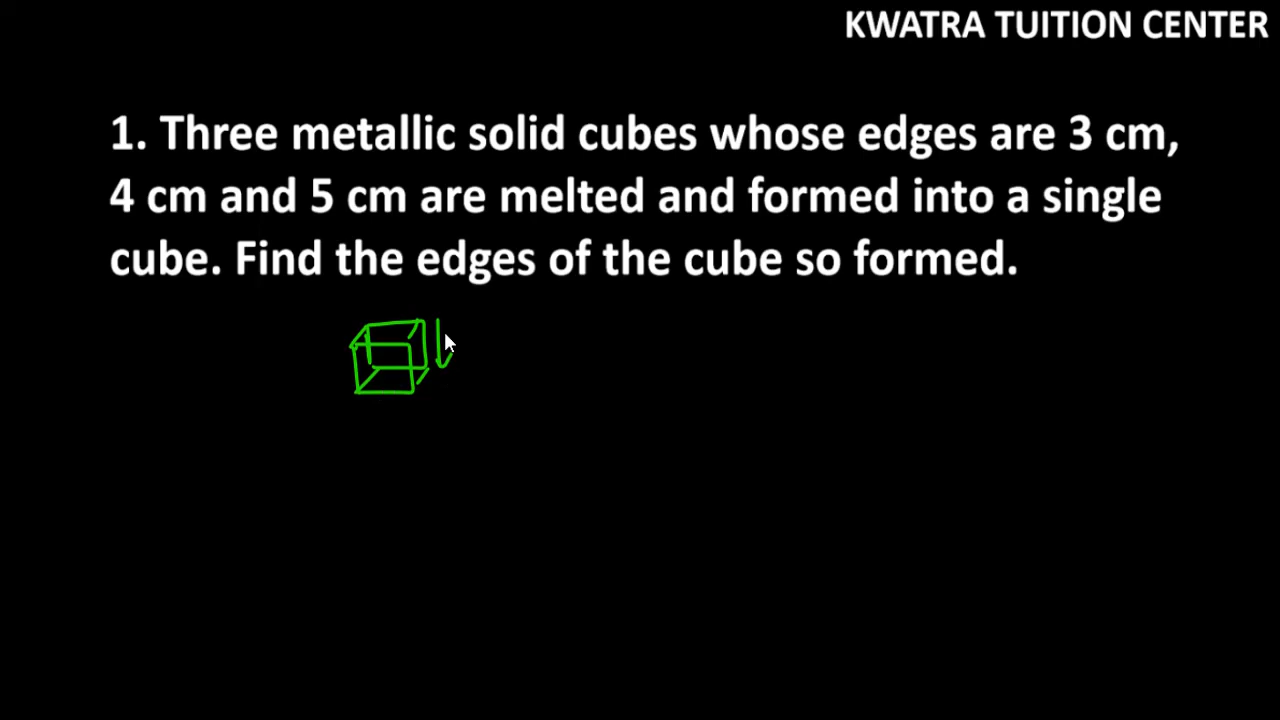 KWATRA TUITION CENTER
1. Three metallic solid cubes whose edges are 3 cm,
4 cm and 5 cm are melted and formed into a single
cube. Find the edges of the cube so formed.